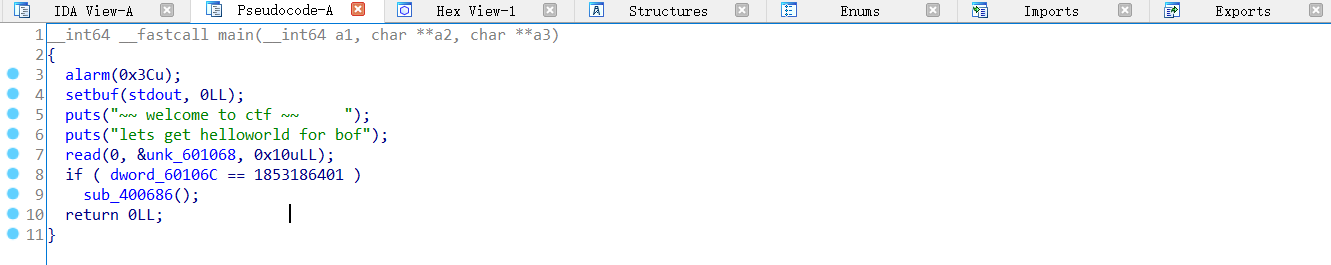 IDA View-A Pseudocode-A Hex View-1 Structures Enums Imports Exports
1 __int64 __fastcall main(__int64 a1, char **a2, char **a3)
2 {
3 alarm(0x3Cu);
4 setbuf(stdout, 0LL);
5 puts("~~ welcome to ctf ~~     ");
6 puts("lets get helloworld for bof");
7 read(0, &unk_601068, 0x10uLL);
8 if ( dword_60106C == 1853186401 )
9 sub_400686();
10 return 0LL;
11 }